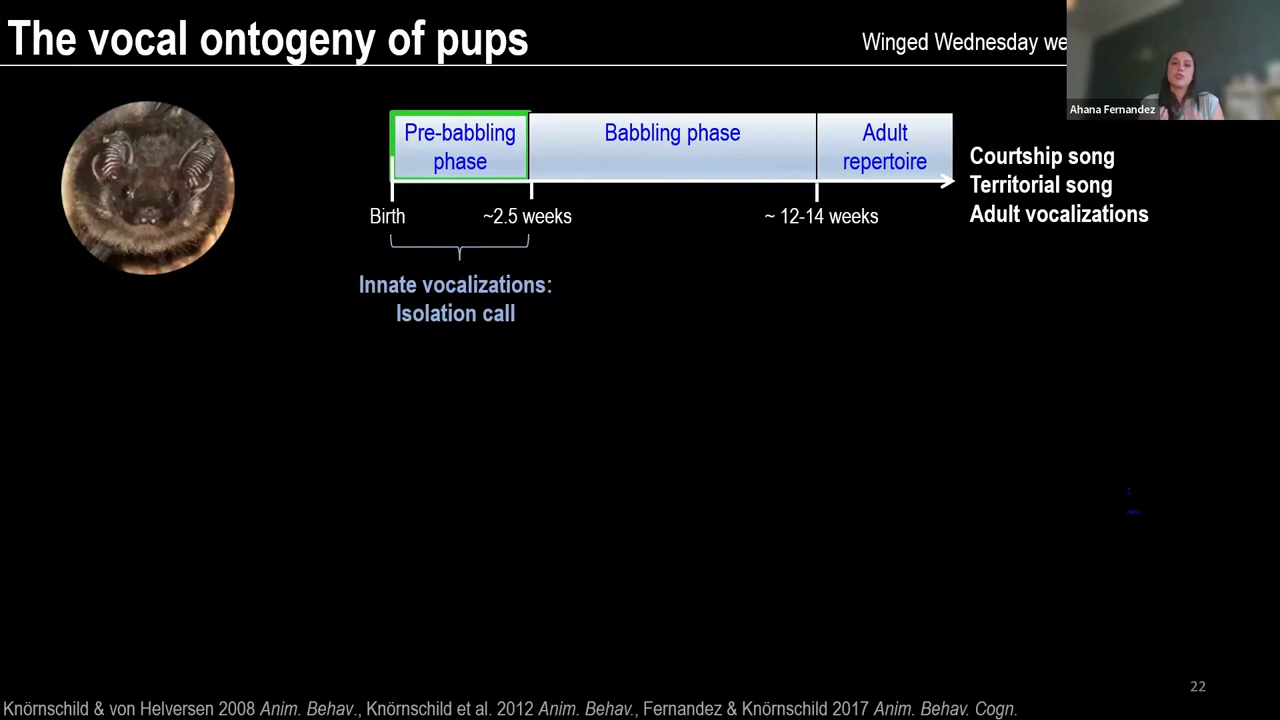 The vocal ontogeny of pups
Winged Wednesday we
Ahana Fernandez
Pre-babbling
phase
Babbling phase
Adult
repertoire
Courtship song
Territorial song
Adult vocalizations
Birth
~2.5 weeks
~ 12-14 weeks
Innate vocalizations:
Isolation call
22
Knörnschild & von Helversen 2008 Anim. Behav., Knörnschild et al. 2012 Anim. Behav., Fernandez & Knörnschild 2017 Anim. Behav. Cogn.